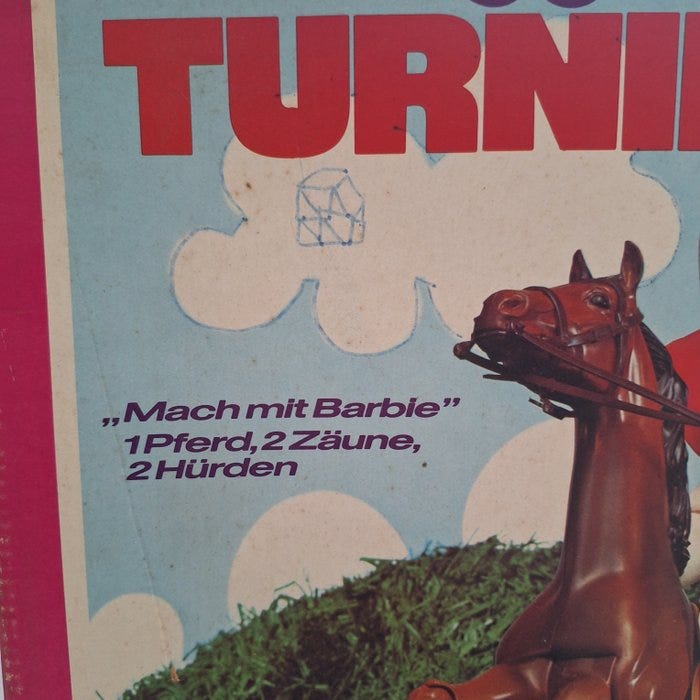 TURNI
„Mach mit Barbie”
1 Pferd, 2 Zäune,
2 Hürden